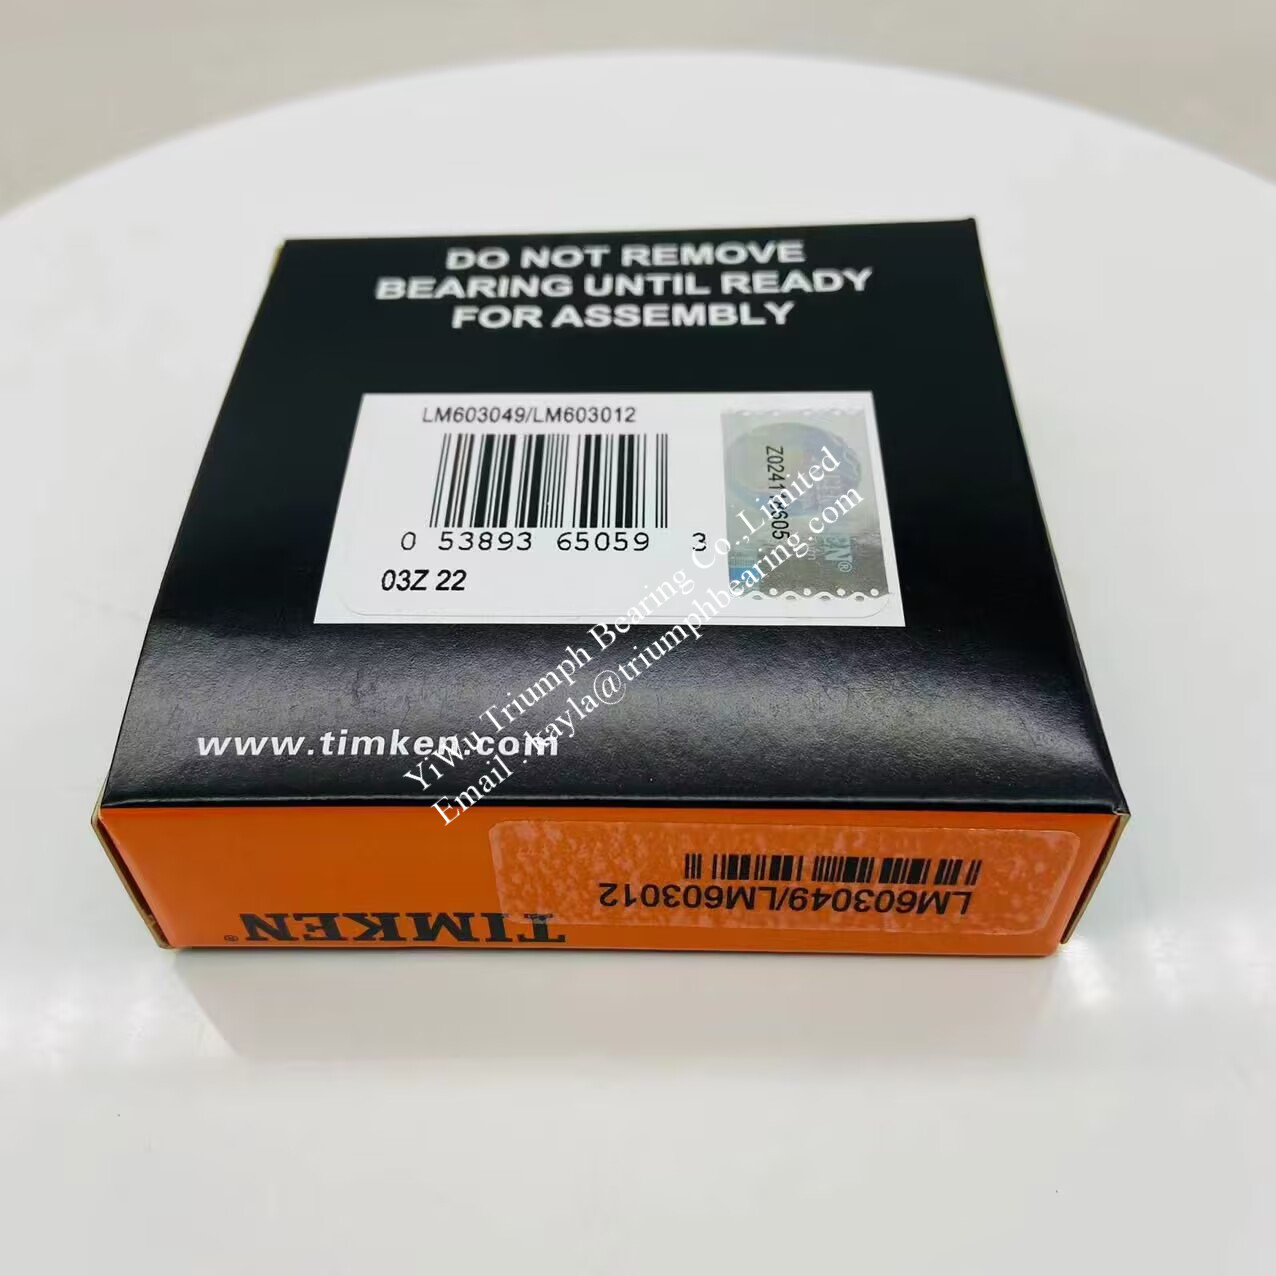 DO NOT REMOVE
BEARING UNTIL READY
FOR ASSEMBLY
LM603049/LM603012
0 53893 65059 3
03Z 22
www.timken.com
YiWu Triumph Bearing Co.,Limited
Email : kayla@triumphbearing.com
LM603049/LM603012
TIMKEN®